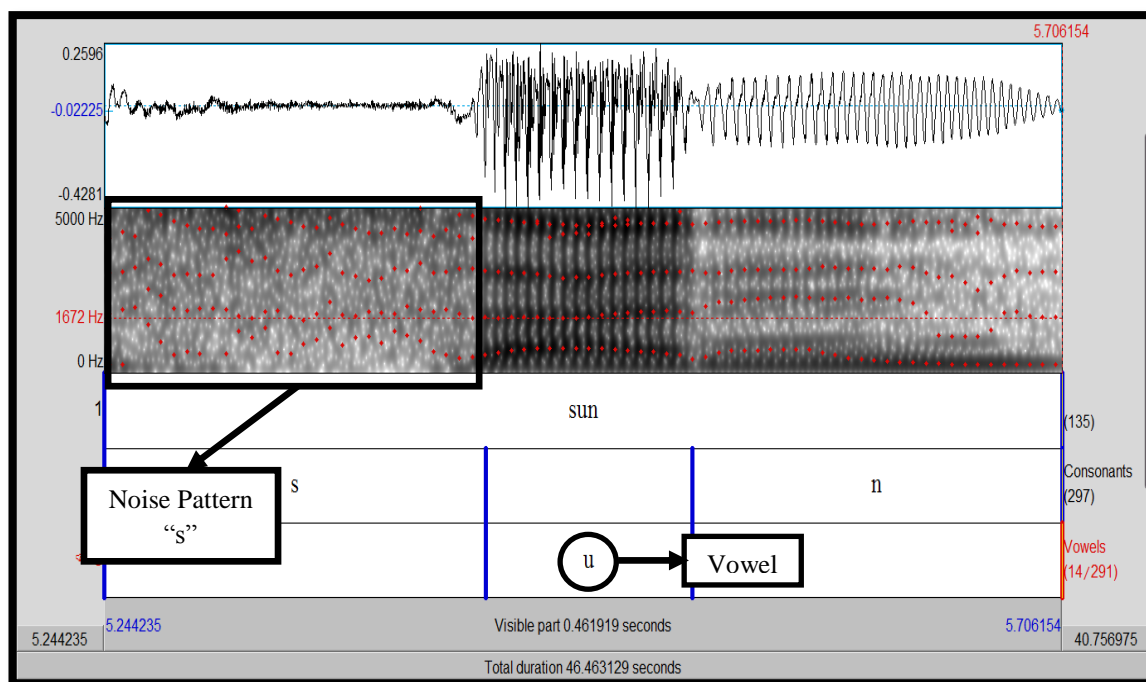 5.706154
0.2596
-0.02225
-0.4281
5000 Hz
1672 Hz
0 Hz
1
sun
(135)
s
n
Consonants
(297)
Noise Pattern
“s”
u
Vowel
Vowels
(14/291)
5.244235
5.244235
Visible part 0.461919 seconds
5.706154
40.756975
Total duration 46.463129 seconds